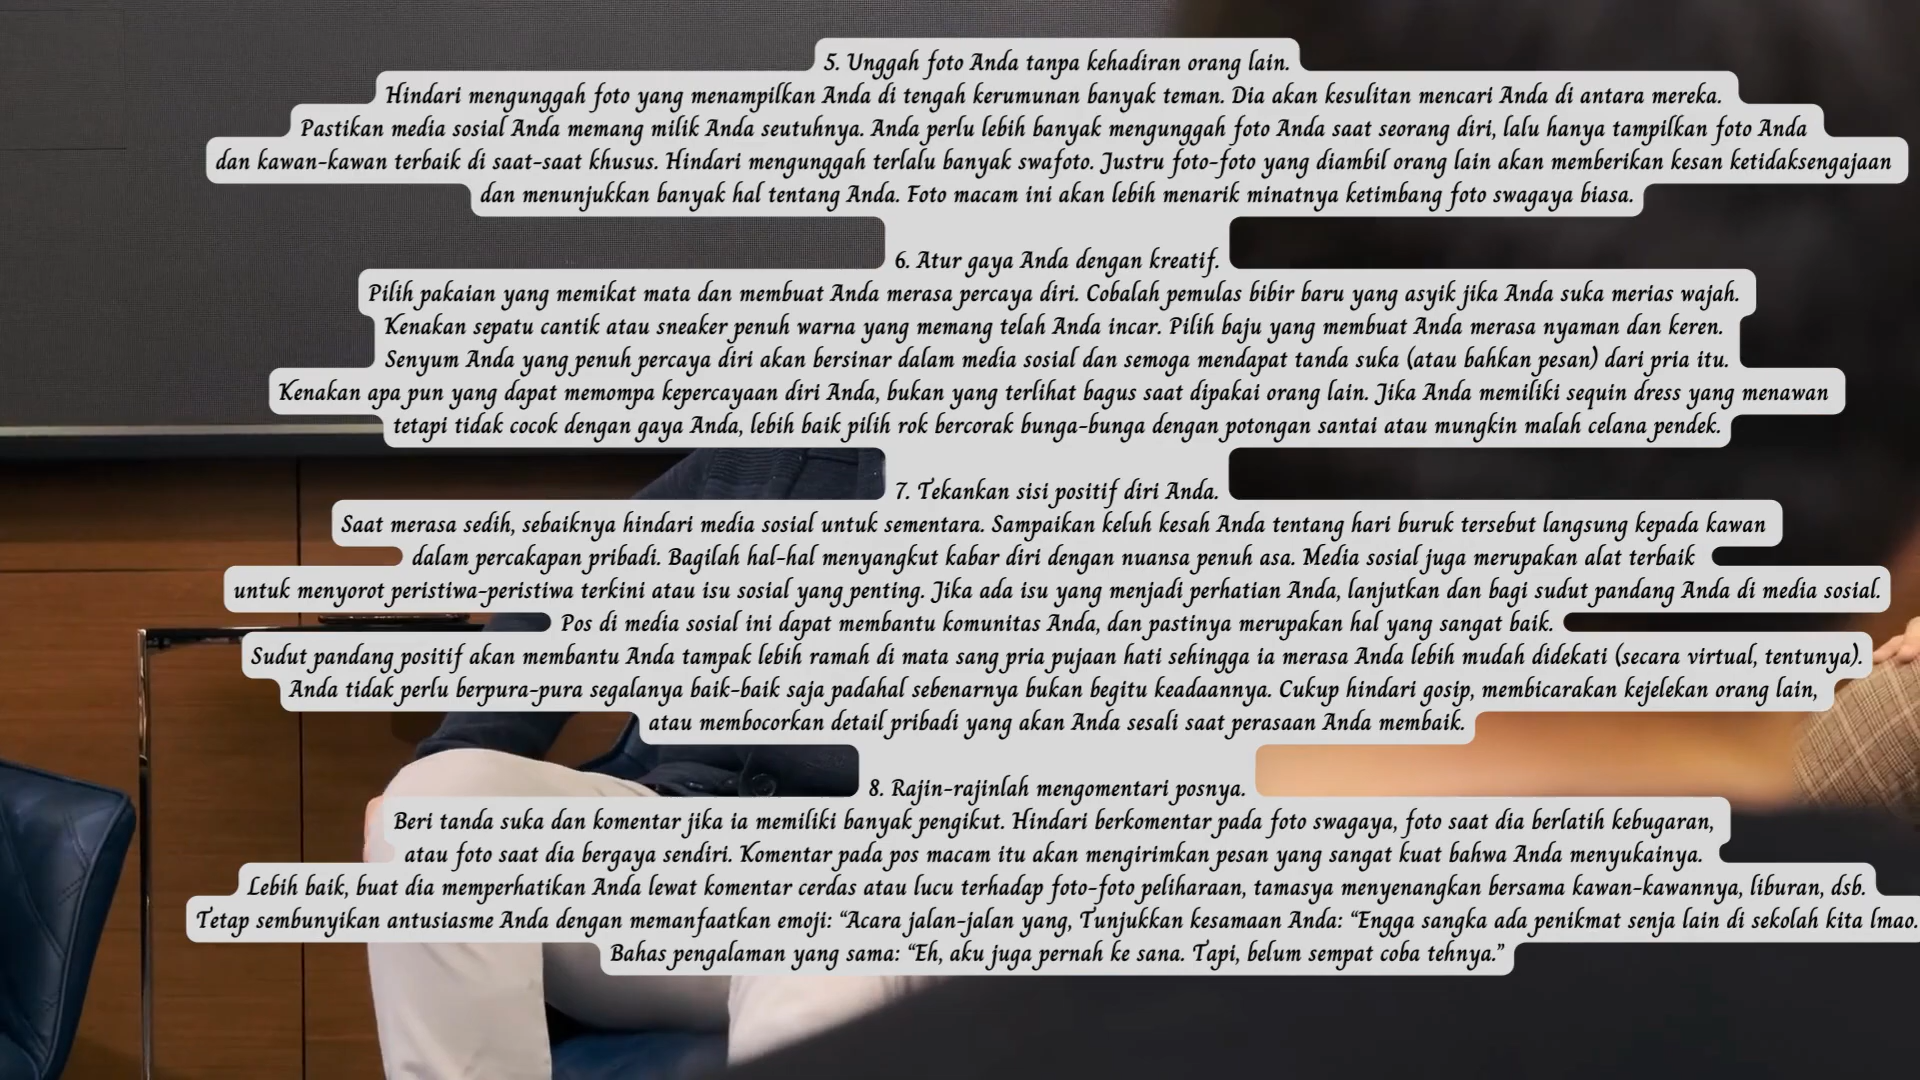 5. Unggah foto Anda tanpa kehadiran orang lain.
Hindari mengunggah foto yang menampilkan Anda di tengah kerumunan banyak teman. Dia akan kesulitan mencari Anda di antara mereka.
Pastikan media sosial Anda memang milik Anda seutuhnya. Anda perlu lebih banyak mengunggah foto Anda saat seorang diri, lalu hanya tampilkan foto Anda
dan kawan-kawan terbaik di saat-saat khusus. Hindari mengunggah terlalu banyak swafoto. Justru foto-foto yang diambil orang lain akan memberikan kesan ketidaksengajaan
dan menunjukkan banyak hal tentang Anda. Foto macam ini akan lebih menarik minatnya ketimbang foto swagaya biasa.
6. Atur gaya Anda dengan kreatif.
Pilih pakaian yang memikat mata dan membuat Anda merasa percaya diri. Cobalah pemulas bibir baru yang asyik jika Anda suka merias wajah.
Kenakan sepatu cantik atau sneaker penuh warna yang memang telah Anda incar. Pilih baju yang membuat Anda merasa nyaman dan keren.
Senyum Anda yang penuh percaya diri akan bersinar dalam media sosial dan semoga mendapat tanda suka (atau bahkan pesan) dari pria itu.
Kenakan apa pun yang dapat memompa kepercayaan diri Anda, bukan yang terlihat bagus saat dipakai orang lain. Jika Anda memiliki sequin dress yang menawan
tetapi tidak cocok dengan gaya Anda, lebih baik pilih rok bercorak bunga-bunga dengan potongan santai atau mungkin malah celana pendek.
7. Tekankan sisi positif diri Anda.
Saat merasa sedih, sebaiknya hindari media sosial untuk sementara. Sampaikan keluh kesah Anda tentang hari buruk tersebut langsung kepada kawan
dalam percakapan pribadi. Bagilah hal-hal menyangkut kabar diri dengan nuansa penuh asa. Media sosial juga merupakan alat terbaik
untuk menyorot peristiwa-peristiwa terkini atau isu sosial yang penting. Jika ada isu yang menjadi perhatian Anda, lanjutkan dan bagi sudut pandang Anda di media sosial.
Pos di media sosial ini dapat membantu komunitas Anda, dan pastinya merupakan hal yang sangat baik.
Sudut pandang positif akan membantu Anda tampak lebih ramah di mata sang pria pujaan hati sehingga ia merasa Anda lebih mudah didekati (secara virtual, tentunya).
Anda tidak perlu berpura-pura segalanya baik-baik saja padahal sebenarnya bukan begitu keadaannya. Cukup hindari gosip, membicarakan kejelekan orang lain,
atau membocorkan detail pribadi yang akan Anda sesali saat perasaan Anda membaik.
8. Rajin-rajinlah mengomentari posnya.
Beri tanda suka dan komentar jika ia memiliki banyak pengikut. Hindari berkomentar pada foto swagaya, foto saat dia berlatih kebugaran,
atau foto saat dia bergaya sendiri. Komentar pada pos macam itu akan mengirimkan pesan yang sangat kuat bahwa Anda menyukainya.
Lebih baik, buat dia memperhatikan Anda lewat komentar cerdas atau lucu terhadap foto-foto peliharaan, tamasya menyenangkan bersama kawan-kawannya, liburan, dsb.
Tetap sembunyikan antusiasme Anda dengan memanfaatkan emoji: “Acara jalan-jalan yang, Tunjukkan kesamaan Anda: “Engga sangka ada penikmat senja lain di sekolah kita lmao.
Bahas pengalaman yang sama: “Eh, aku juga pernah ke sana. Tapi, belum sempat coba tehnya.”